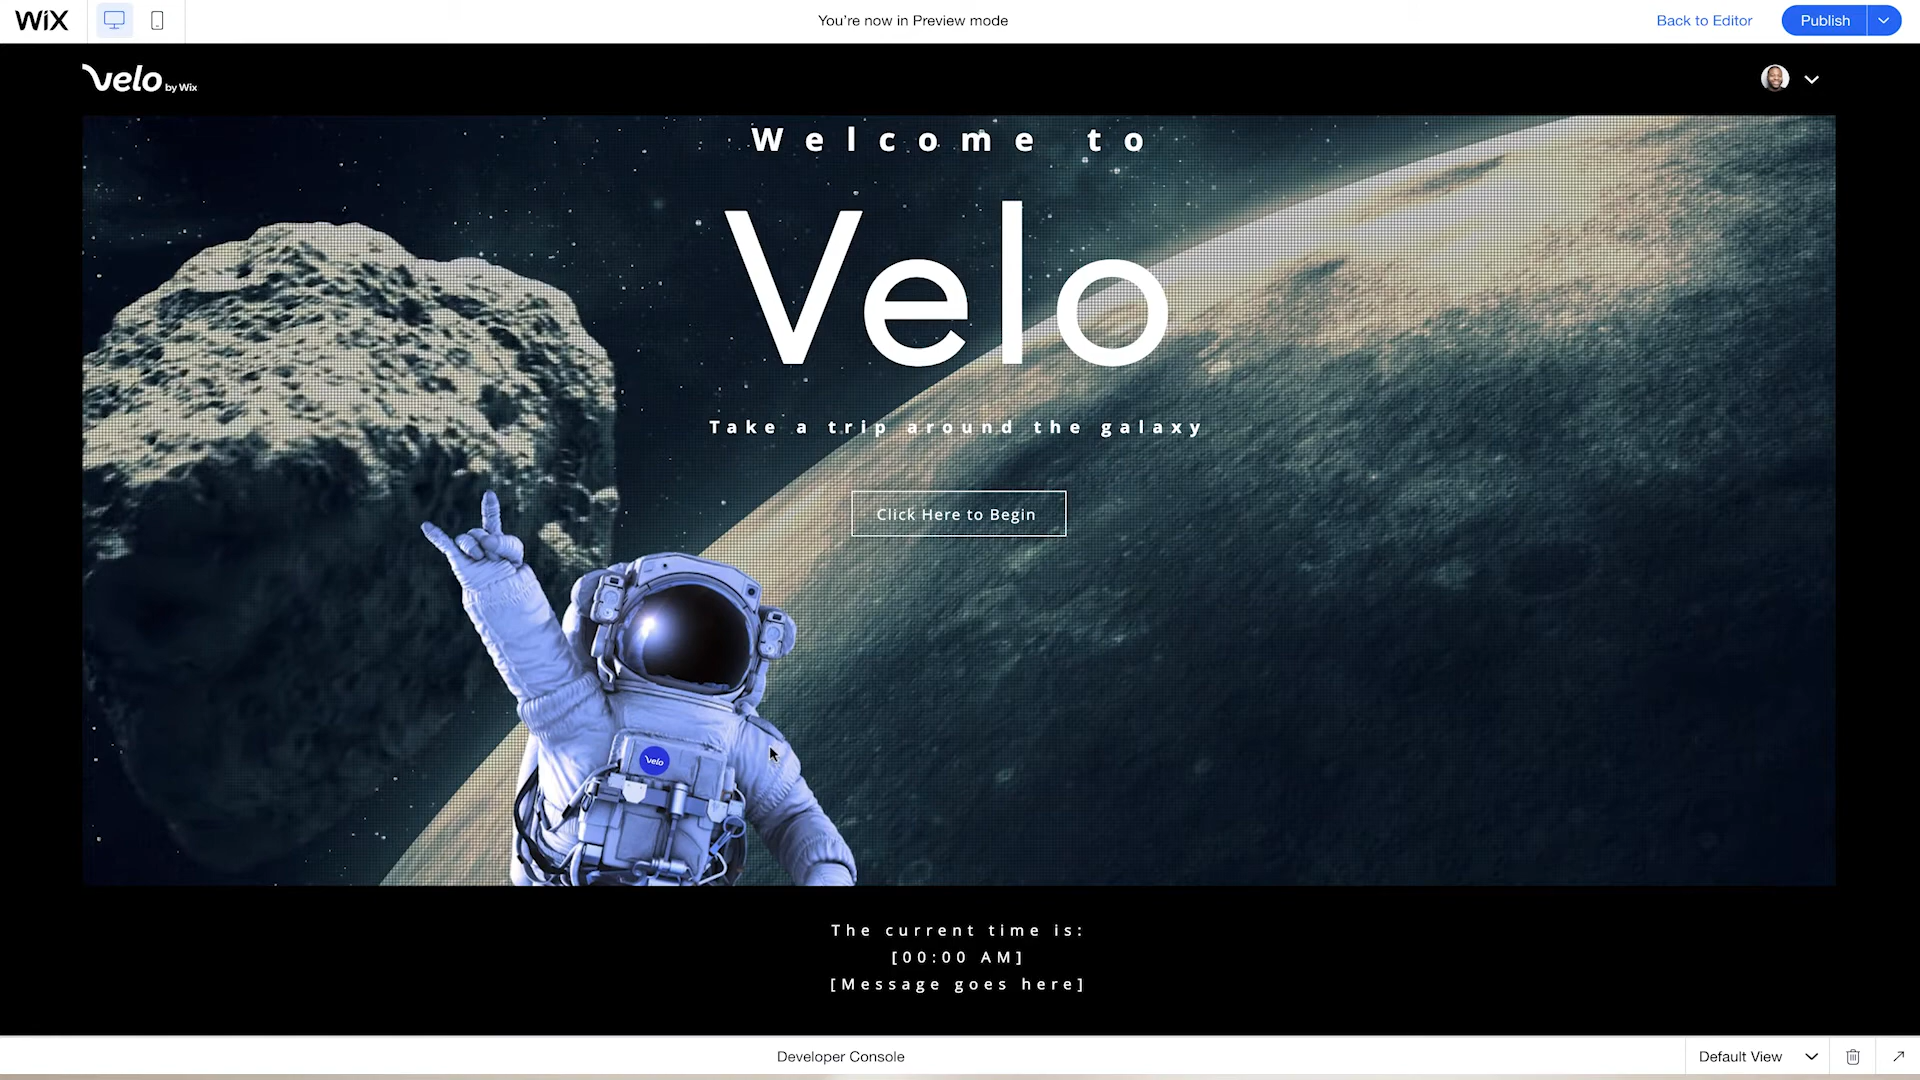 WiX
You're now in Preview mode
Back to Editor
Publish
velo by Wix
Welcome to
Velo
Take a trip around the galaxy
Click Here to Begin
velo
The current time is:
[00:00 AM]
[Message goes here]
Developer Console
Default View